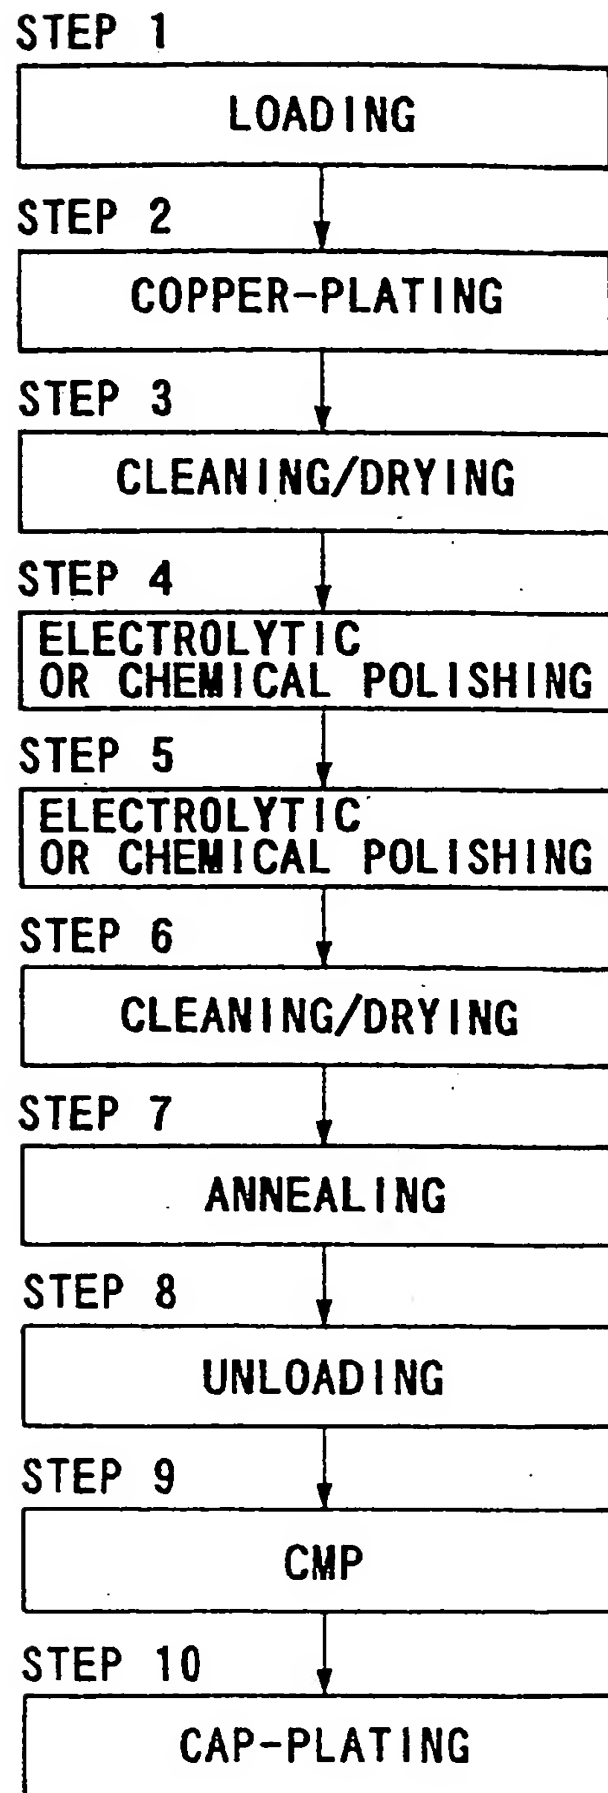 STEP 1
LOADING
STEP 2
COPPER-PLATING
STEP 3
CLEANING/DRYING
STEP 4
ELECTROLYTIC
OR CHEMICAL POLISHING
STEP 5
ELECTROLYTIC
OR CHEMICAL POLISHING
STEP 6
CLEANING/DRYING
STEP 7
ANNEALING
STEP 8
UNLOADING
STEP 9
CMP
STEP 10
CAP-PLATING